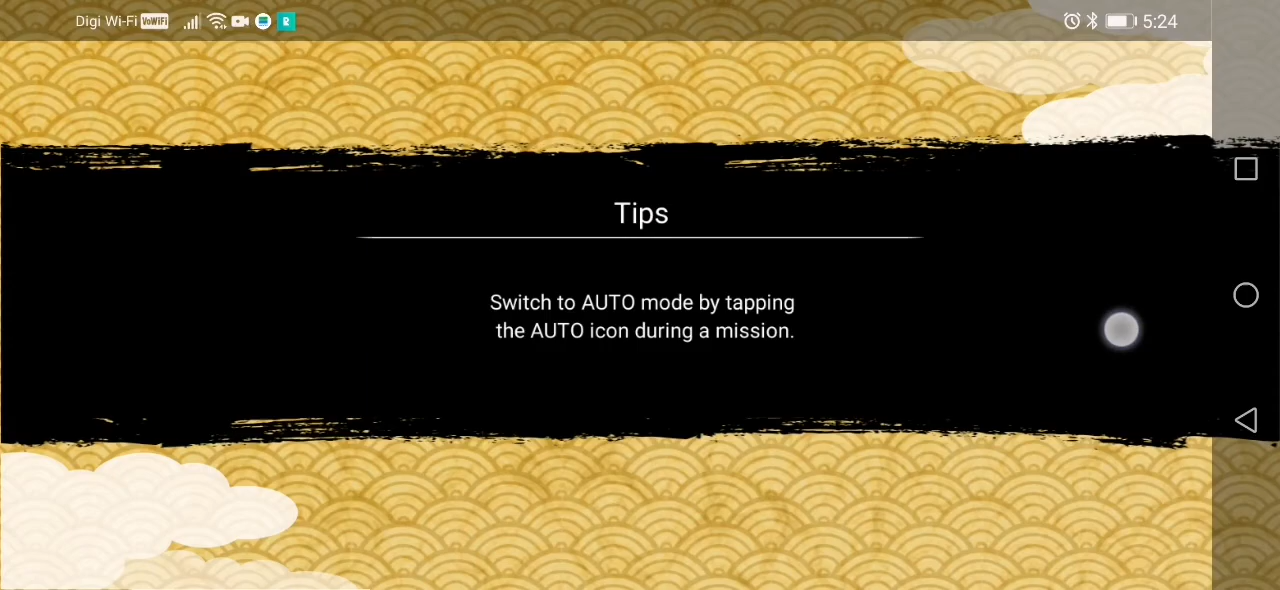 Digi Wi-Fi VoWiFi R 5:24
Tips
Switch to AUTO mode by tapping
the AUTO icon during a mission.